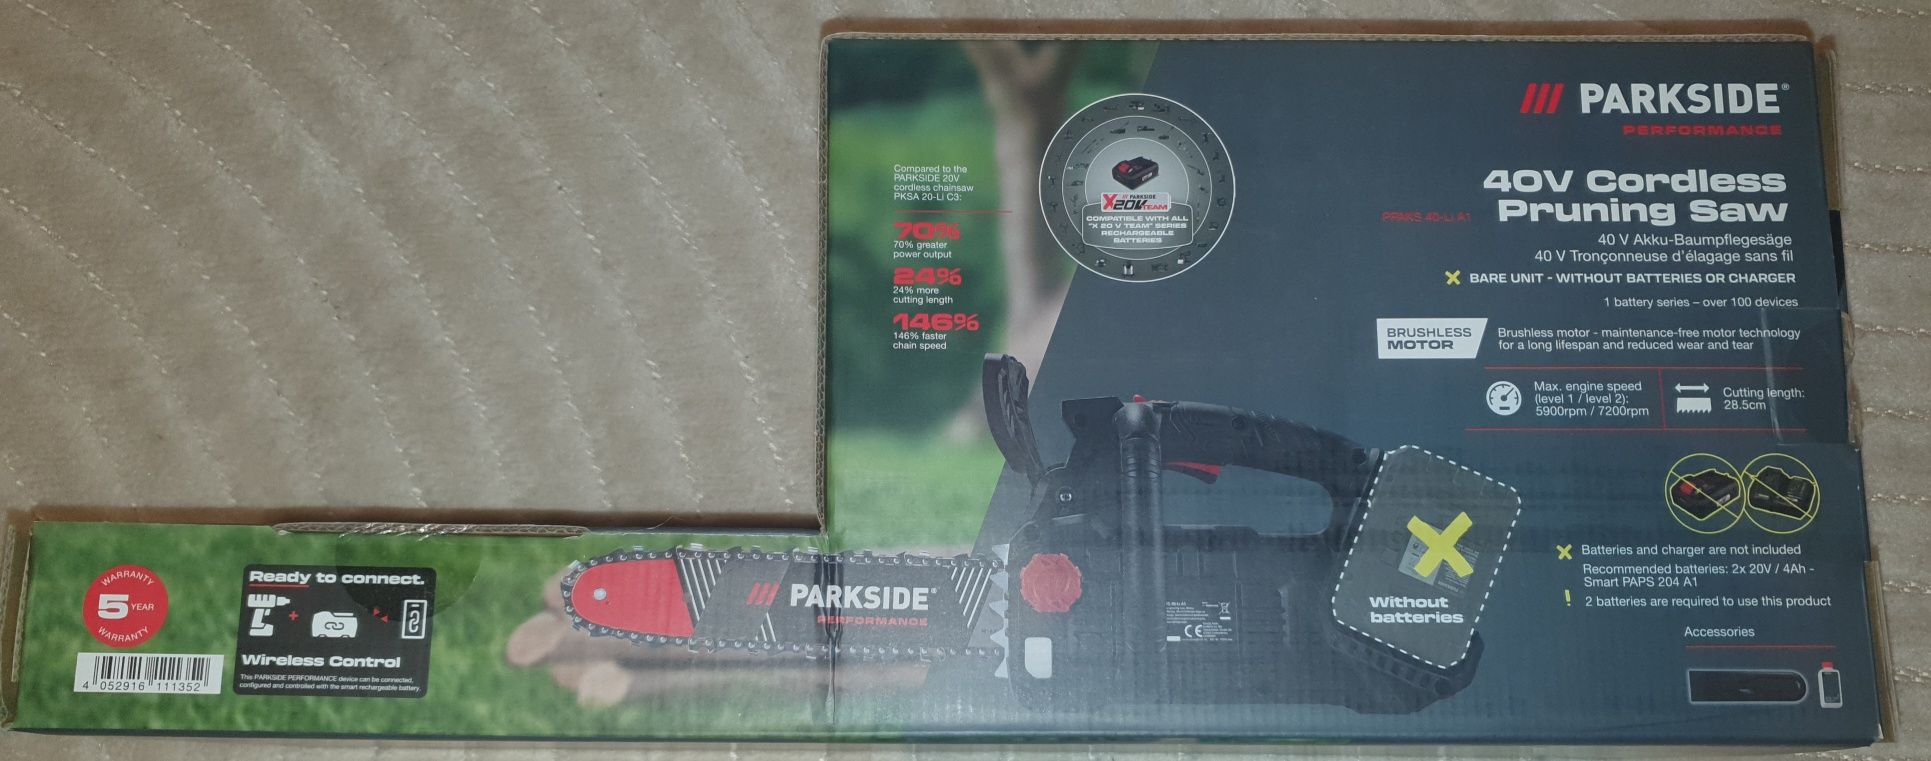 PARKSIDE®
PERFORMANCE
40V Cordless
PPAKS 40-Li A1 Pruning Saw
40 V Akku-Baumpflegesäge
40 V Tronçonneuse d'élagage sans fil
BARE UNIT - WITHOUT BATTERIES OR CHARGER
1 battery series – over 100 devices
BRUSHLESS
MOTOR
Brushless motor - maintenance-free motor technology
for a long lifespan and reduced wear and tear
Max. engine speed
(level 1 / level 2):
5900rpm / 7200rpm
Cutting length:
28.5cm
Compared to the
PARKSIDE 20V
cordless chainsaw
PKSA 20-Li C3:
70%
70% greater
power output
24%
24% more
cutting length
146%
146% faster
chain speed
PARKSIDE
X20V TEAM
COMPATIBLE WITH ALL
"X 20 V TEAM" SERIES
RECHARGEABLE
BATTERIES
Batteries and charger are not included
Recommended batteries: 2x 20V / 4Ah -
Smart PAPS 204 A1
! 2 batteries are required to use this product
Accessories
Without
batteries
CE
PARKSIDE®
PERFORMANCE
WARRANTY
5 YEAR
WARRANTY
4 052916 111352
Ready to connect.
Wireless Control
This PARKSIDE PERFORMANCE device can be connected,
configured and controlled with the smart rechargeable battery.